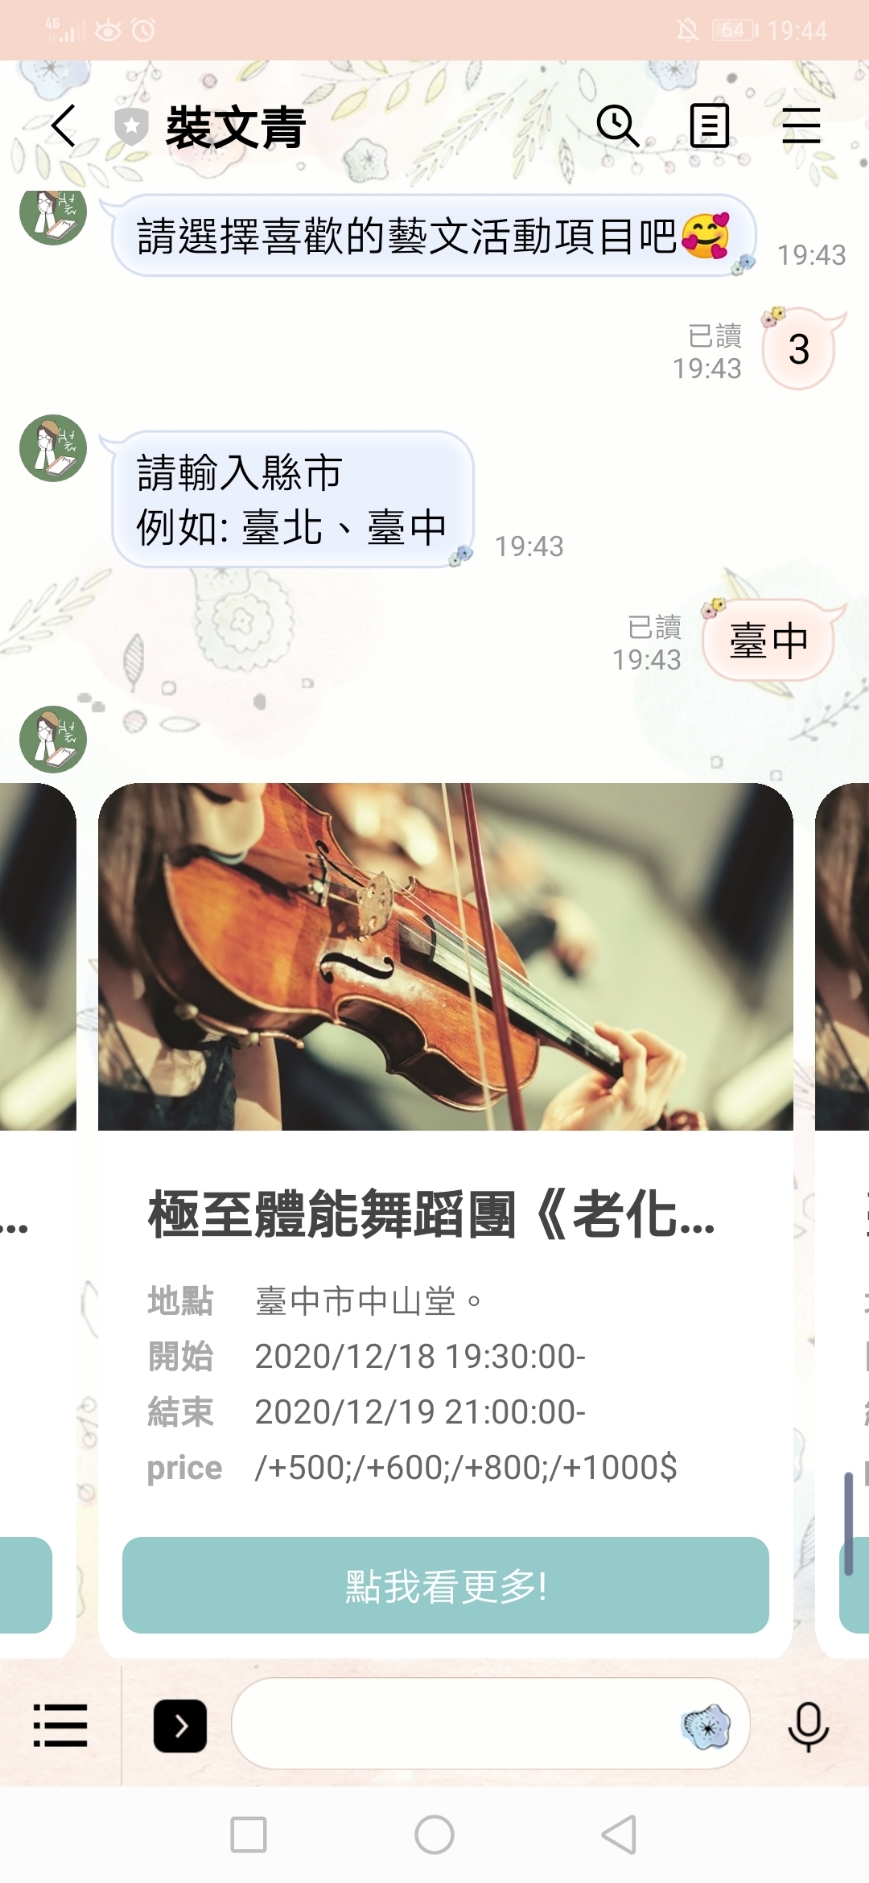 4G
64
19:44
裝文青
請選擇喜歡的藝文活動項目吧🥰
19:43
已讀
19:43
3
請輸入縣市
例如: 臺北、臺中
19:43
已讀
19:43
臺中
...
極至體能舞蹈團《老化...
地點 臺中市中山堂。
開始 2020/12/18 19:30:00-
結束 2020/12/19 21:00:00-
price /+500;/+600;/+800;/+1000$
點我看更多!